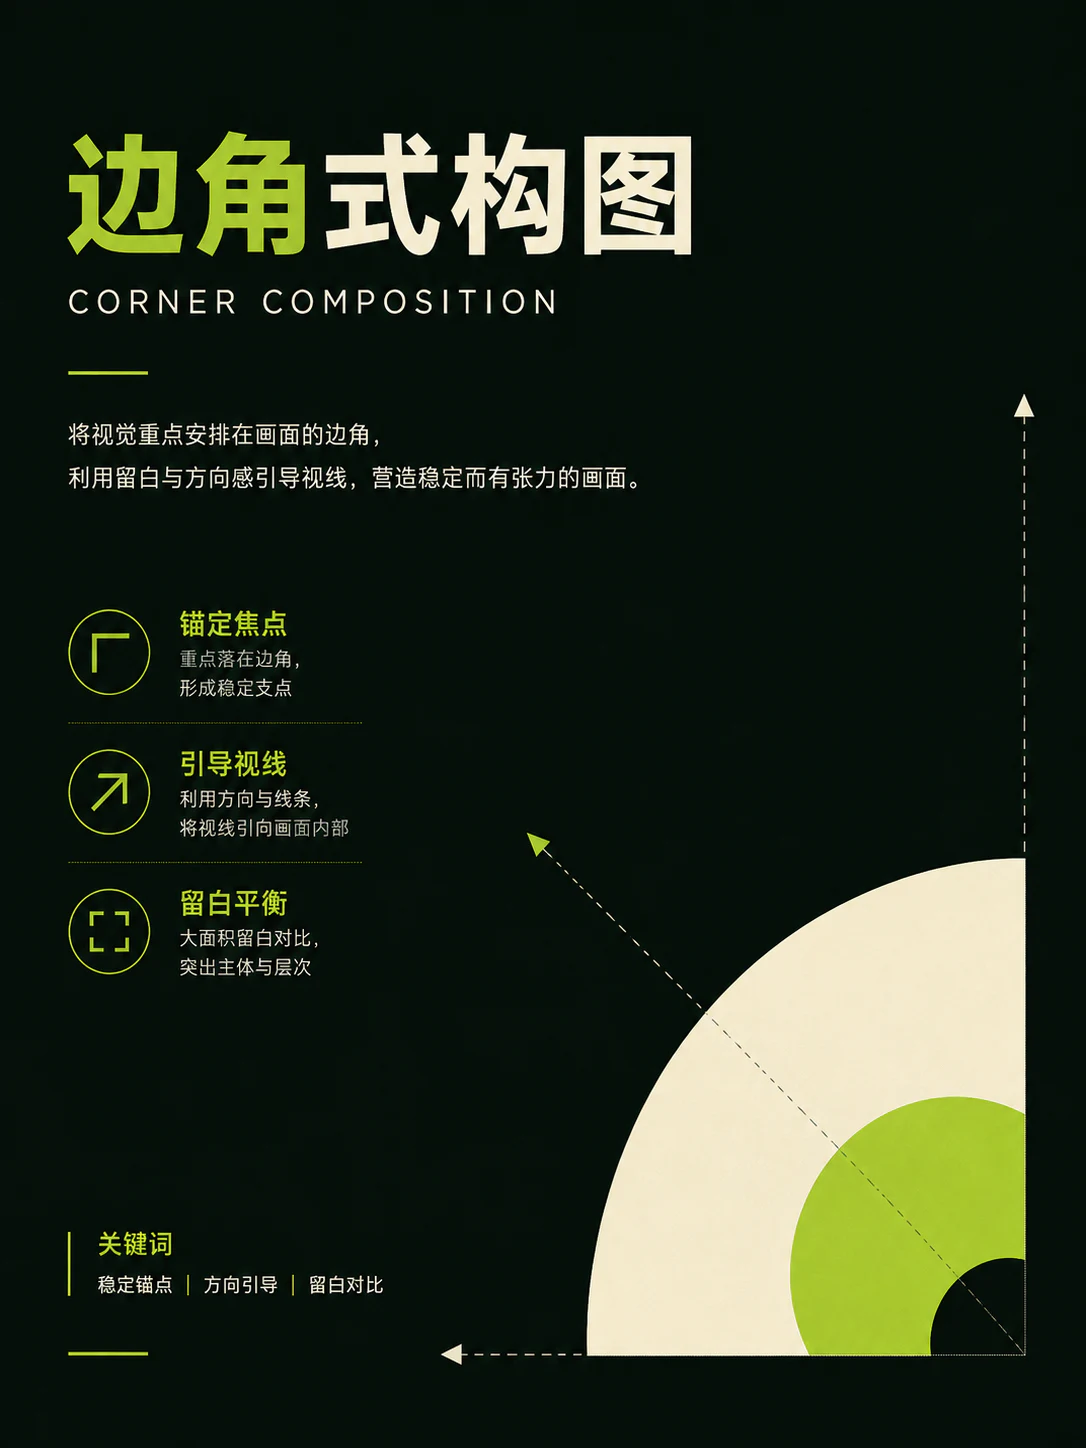 边角式构图
CORNER COMPOSITION
将视觉重点安排在画面的边角，
利用留白与方向感引导视线，营造稳定而有张力的画面。
锚定焦点
重点落在边角，
形成稳定支点
引导视线
利用方向与线条，
将视线引向画面内部
留白平衡
大面积留白对比，
突出主体与层次
关键词
稳定锚点｜方向引导｜留白对比